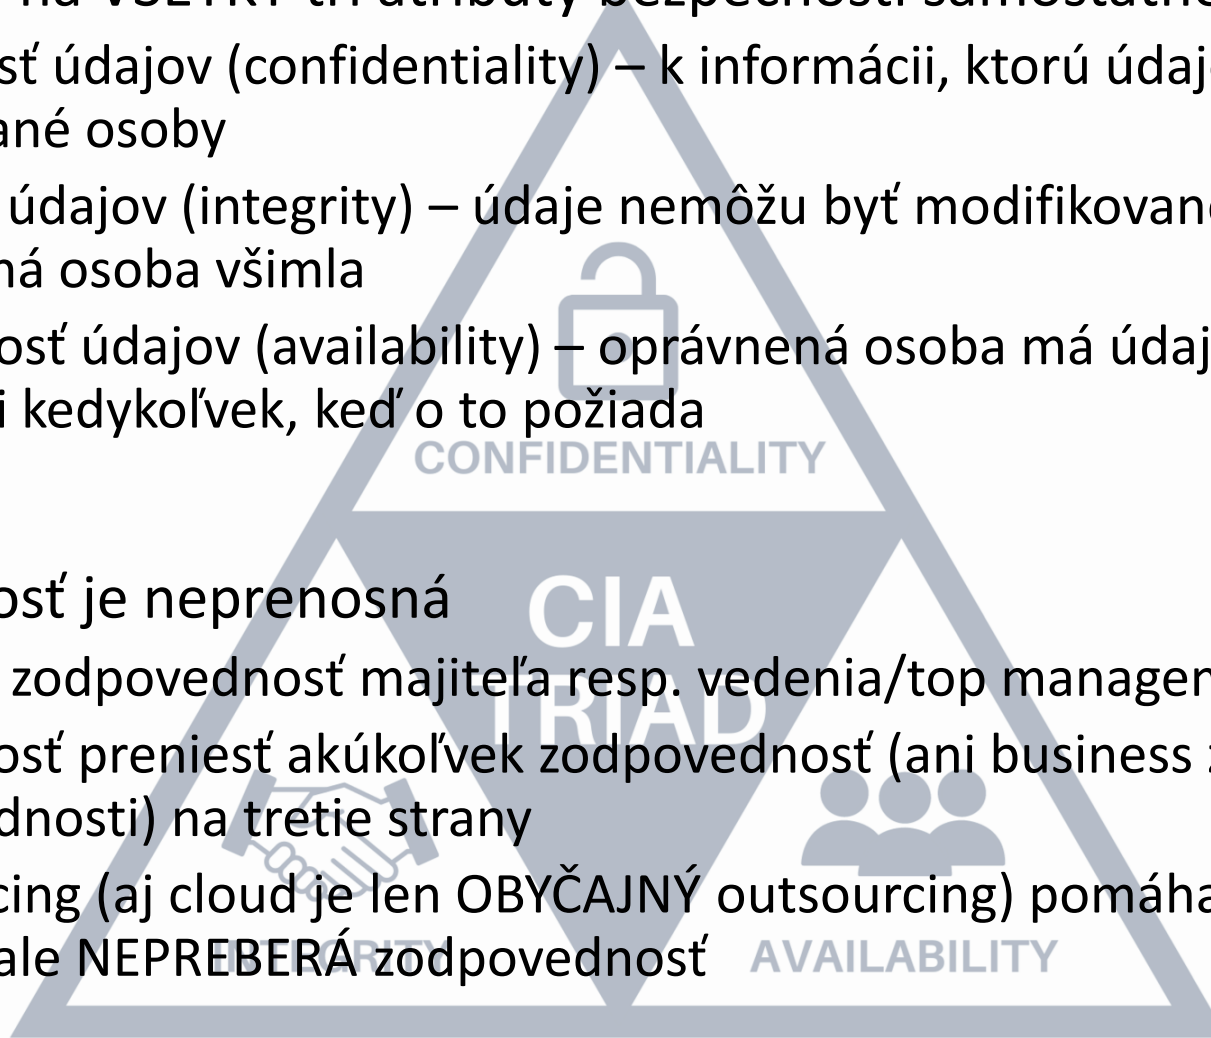 na VŠETKY tri atribúty bezpečnosti samostatne
sť údajov (confidentiality) – k informácii, ktorú údaj
ané osoby
údajov (integrity) – údaje nemôžu byť modifikované
ná osoba všimla
osť údajov (availability) – oprávnená osoba má údaj
i kedykoľvek, keď o to požiada
CONFIDENTIALITY
CIA
TRIAD
osť je neprenosná
zodpovednosť majiteľa resp. vedenia/top managem
osť preniesť akúkoľvek zodpovednosť (ani business z
dnosti) na tretie strany
cing (aj cloud je len OBYČAJNÝ outsourcing) pomáha
ale NEPREBERÁ zodpovednosť
INTEGRITY
AVAILABILITY